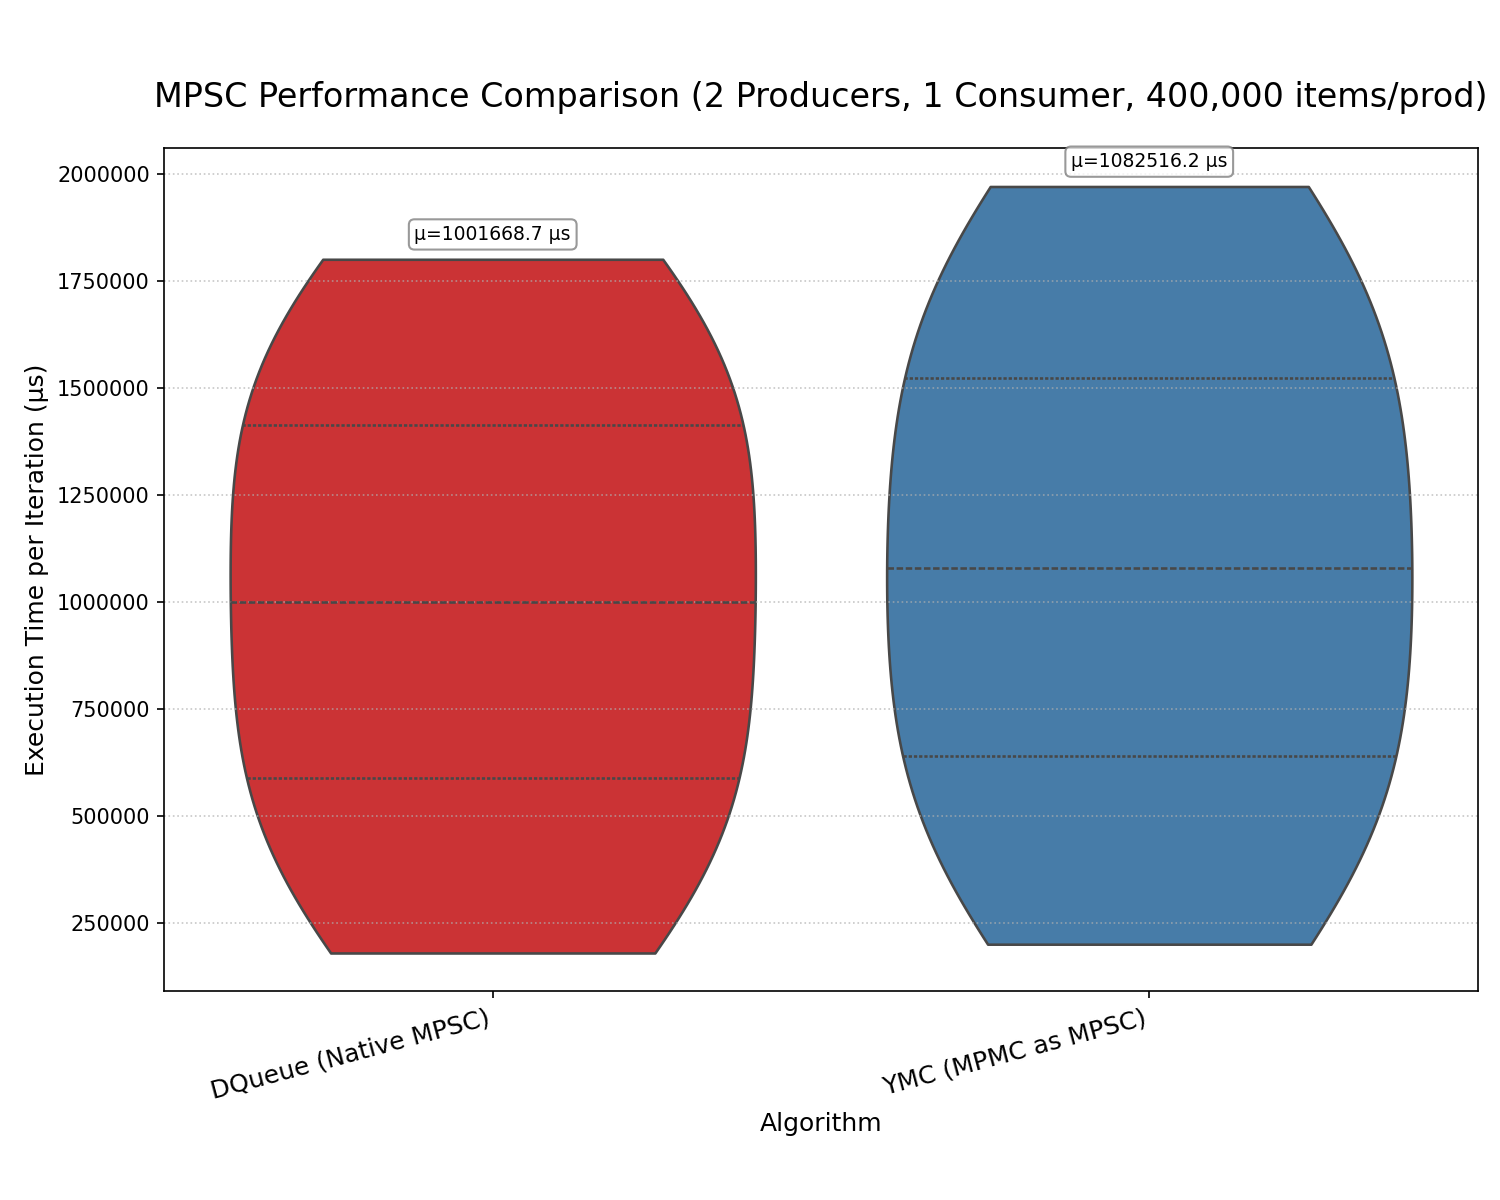 MPSC Performance Comparison (2 Producers, 1 Consumer, 400,000 items/prod)
μ=1082516.2 μs
μ=1001668.7 μs
2000000
1750000
1500000
1250000
1000000
750000
500000
250000
Execution Time per Iteration (μs)
DQueue (Native MPSC)
YMC (MPMC as MPSC)
Algorithm